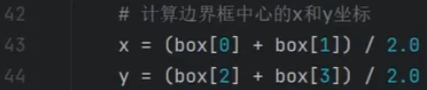 42 # 计算边界框中心的x和y坐标
43 x = (box[0] + box[1]) / 2.0
44 y = (box[2] + box[3]) / 2.0